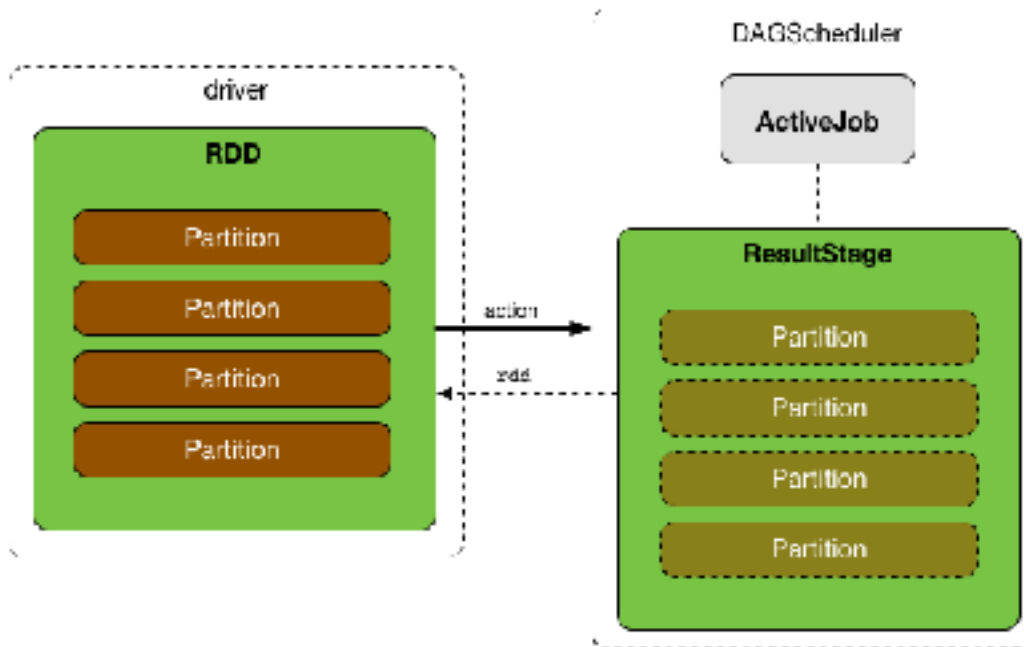 DAGScheduler
driver
ActiveJob
RDD
Partition
Partition
Partition
Partition
action
rdd
ResultStage
Partition
Partition
Partition
Partition